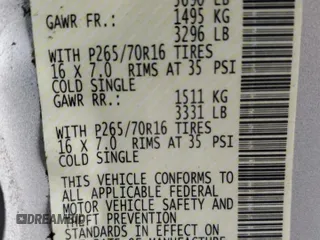 GAWR FR.: 1495 KG
3296 LB
WITH P265/70R16 TIRES
16 X 7.0 RIMS AT 35 PSI
COLD SINGLE
GAWR RR.: 1511 KG
3331 LB
WITH P265/70R16 TIRES
16 X 7.0 RIMS AT 35 PSI
COLD SINGLE
THIS VEHICLE CONFORMS TO
ALL APPLICABLE FEDERAL
MOTOR VEHICLE SAFETY AND
THEFT PREVENTION
STANDARDS IN EFFECT ON